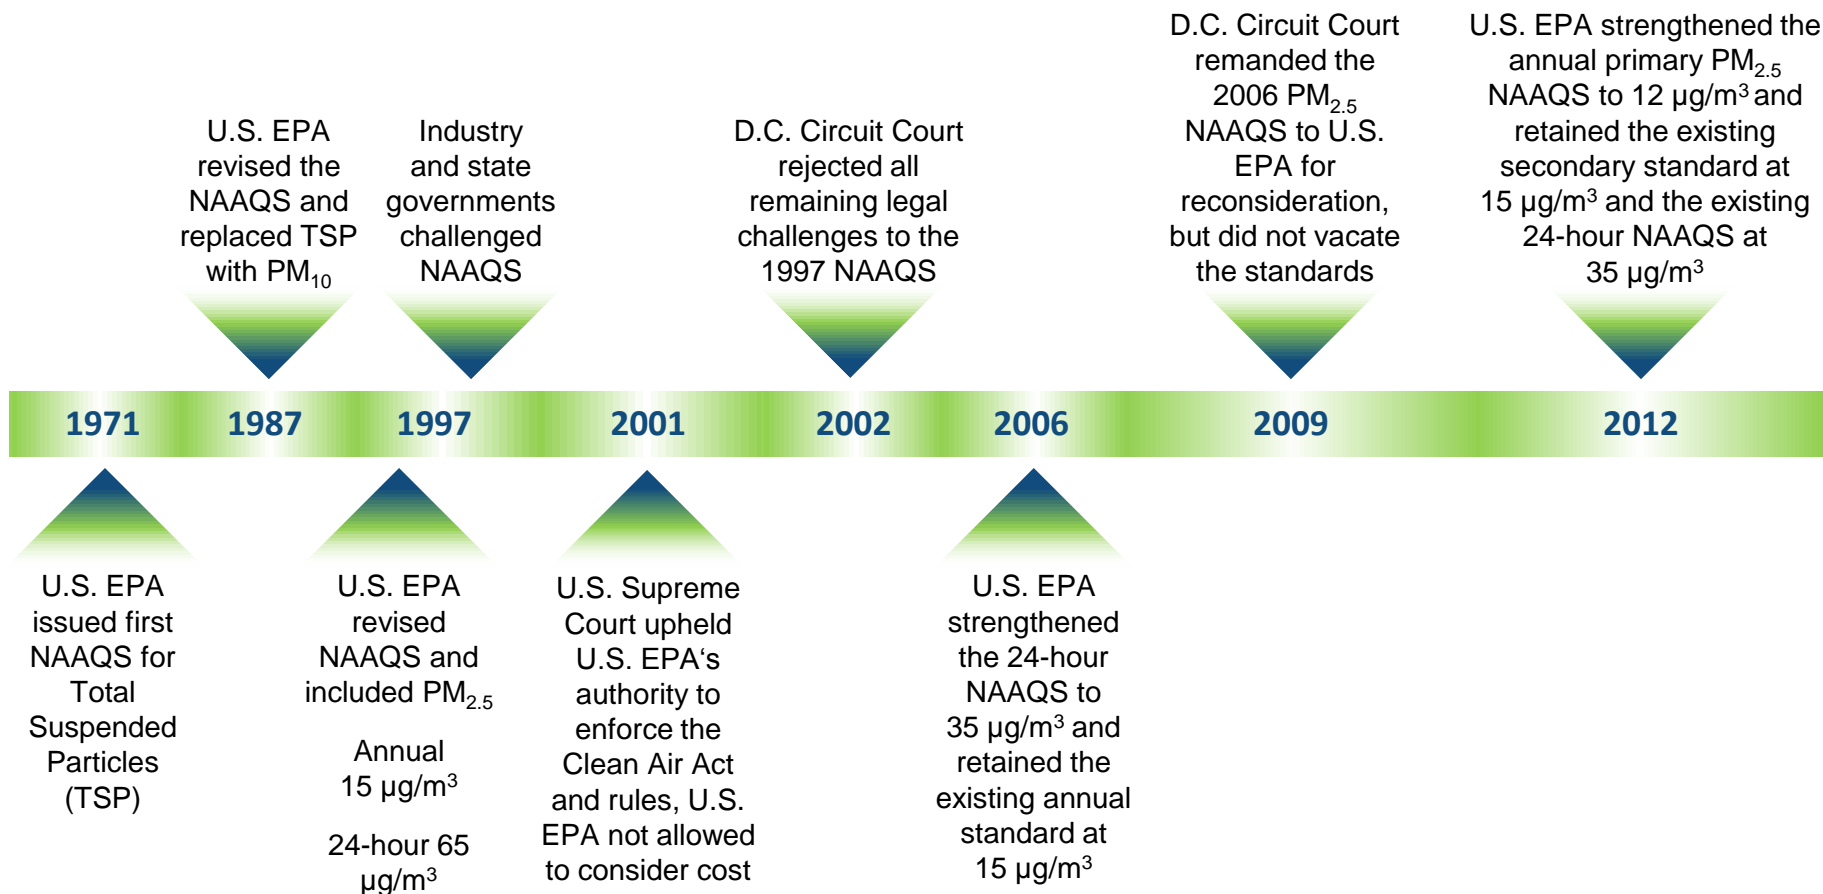 U.S. EPA
revised the
NAAQS and
replaced TSP
with PM₁₀
Industry
and state
governments
challenged
NAAQS
D.C. Circuit Court
rejected all
remaining legal
challenges to the
1997 NAAQS
D.C. Circuit Court
remanded the
2006 PM₂.₅
NAAQS to U.S.
EPA for
reconsideration,
but did not vacate
the standards
U.S. EPA strengthened the
annual primary PM₂.₅
NAAQS to 12 µg/m³ and
retained the existing
secondary standard at
15 µg/m³ and the existing
24-hour NAAQS at
35 µg/m³
1971 1987 1997 2001 2002 2006 2009 2012
U.S. EPA
issued first
NAAQS for
Total
Suspended
Particles
(TSP)
U.S. EPA
revised
NAAQS and
included PM₂.₅
Annual
15 µg/m³
24-hour 65
µg/m³
U.S. Supreme
Court upheld
U.S. EPA‘s
authority to
enforce the
Clean Air Act
and rules, U.S.
EPA not allowed
to consider cost
U.S. EPA
strengthened
the 24-hour
NAAQS to
35 µg/m³ and
retained the
existing annual
standard at
15 µg/m³